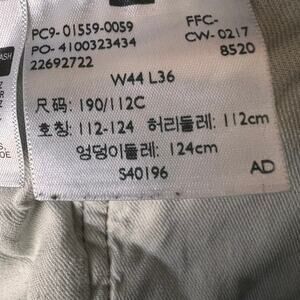 PC9- 01559-0059 FFC-
PO- 4100323434 CW- 0217
22692722 8520
W44 L36
尺码: 190/112C
호칭: 112-124 허리둘레: 112cm
엉덩이둘레: 124cm
S40196 AD